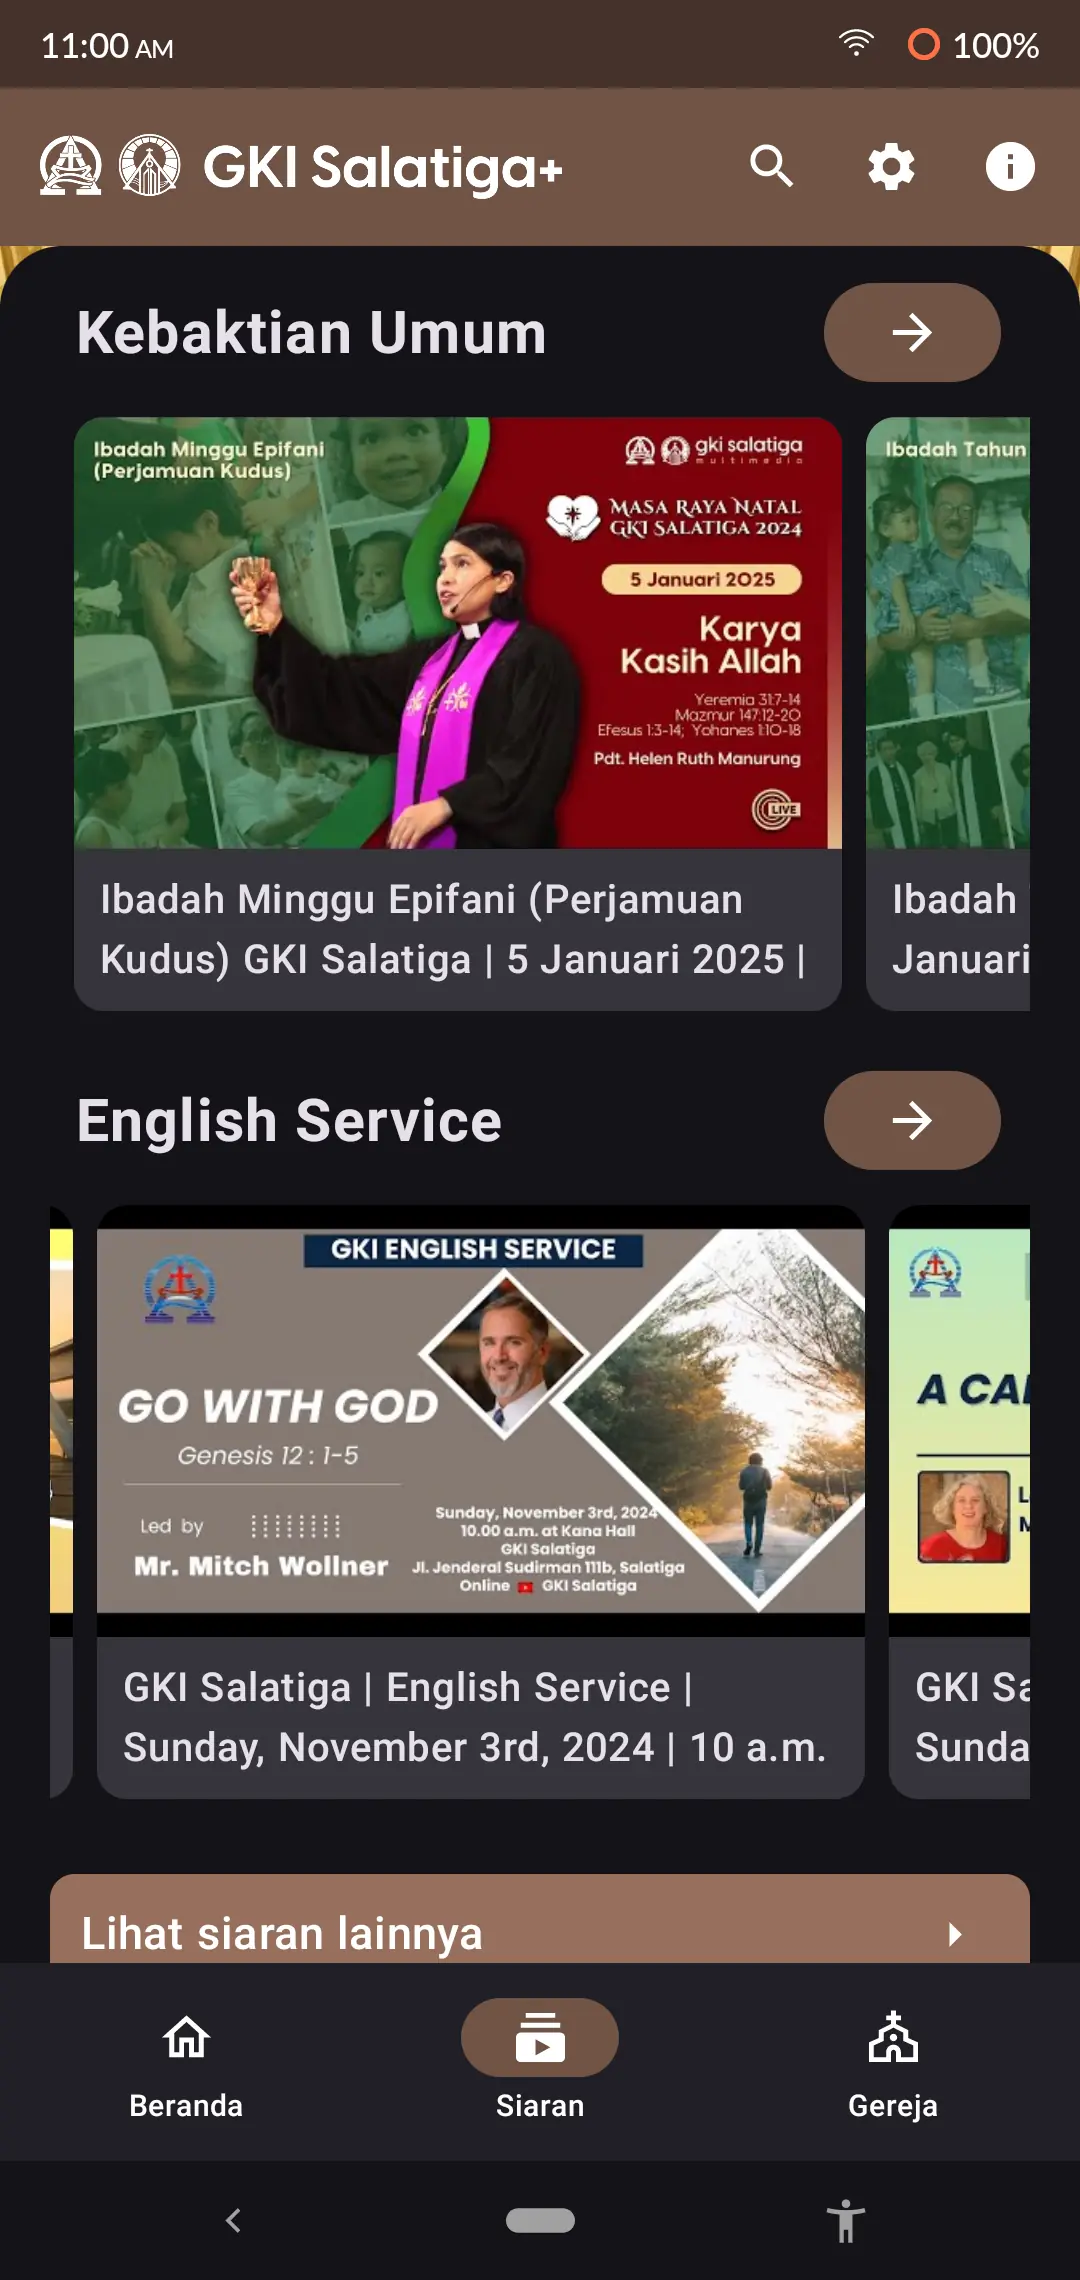 11:00 AM
100%
GKI Salatiga+
Kebaktian Umum
Ibadah Minggu Epifani
(Perjamuan Kudus)
gki salatiga
multimedia
MASA RAYA NATAL
GKI SALATIGA 2024
5 Januari 2025
Karya
Kasih Allah
Yeremia 31:7-14
Mazmur 147:12-20
Efesus 1:3-14; Yohanes 1:10-18
Pdt. Helen Ruth Manurung
LIVE
Ibadah Minggu Epifani (Perjamuan
Kudus) GKI Salatiga | 5 Januari 2025 |
Ibadah Tahun
Ibadah
Januari
English Service
GKI ENGLISH SERVICE
GO WITH GOD
Genesis 12 : 1-5
Led by
Mr. Mitch Wollner
Sunday, November 3rd, 2024
10.00 a.m. at Kana Hall
GKI Salatiga
Jl. Jenderal Sudirman 111b, Salatiga
Online GKI Salatiga
GKI Salatiga | English Service |
Sunday, November 3rd, 2024 | 10 a.m.
A CAL
GKI Sa
Sunda
Lihat siaran lainnya
Beranda
Siaran
Gereja